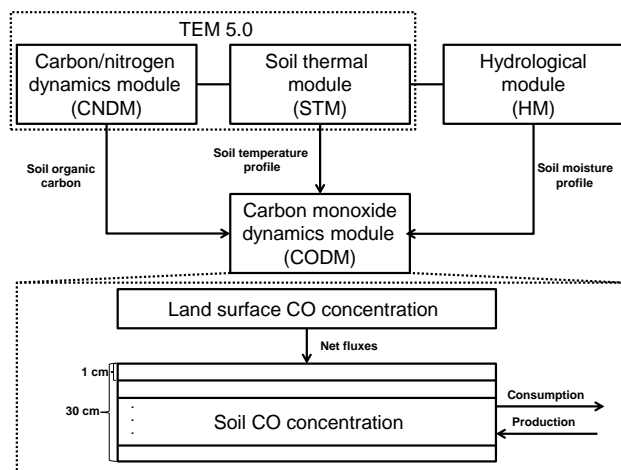 TEM 5.0
Carbon/nitrogen
dynamics module
(CNDM)
Soil thermal
module
(STM)
Hydrological
module
(HM)
Soil organic
carbon
Soil temperature
profile
Soil moisture
profile
Carbon monoxide
dynamics module
(CODM)
Land surface CO concentration
Net fluxes
1 cm
30 cm
Soil CO concentration
Consumption
Production